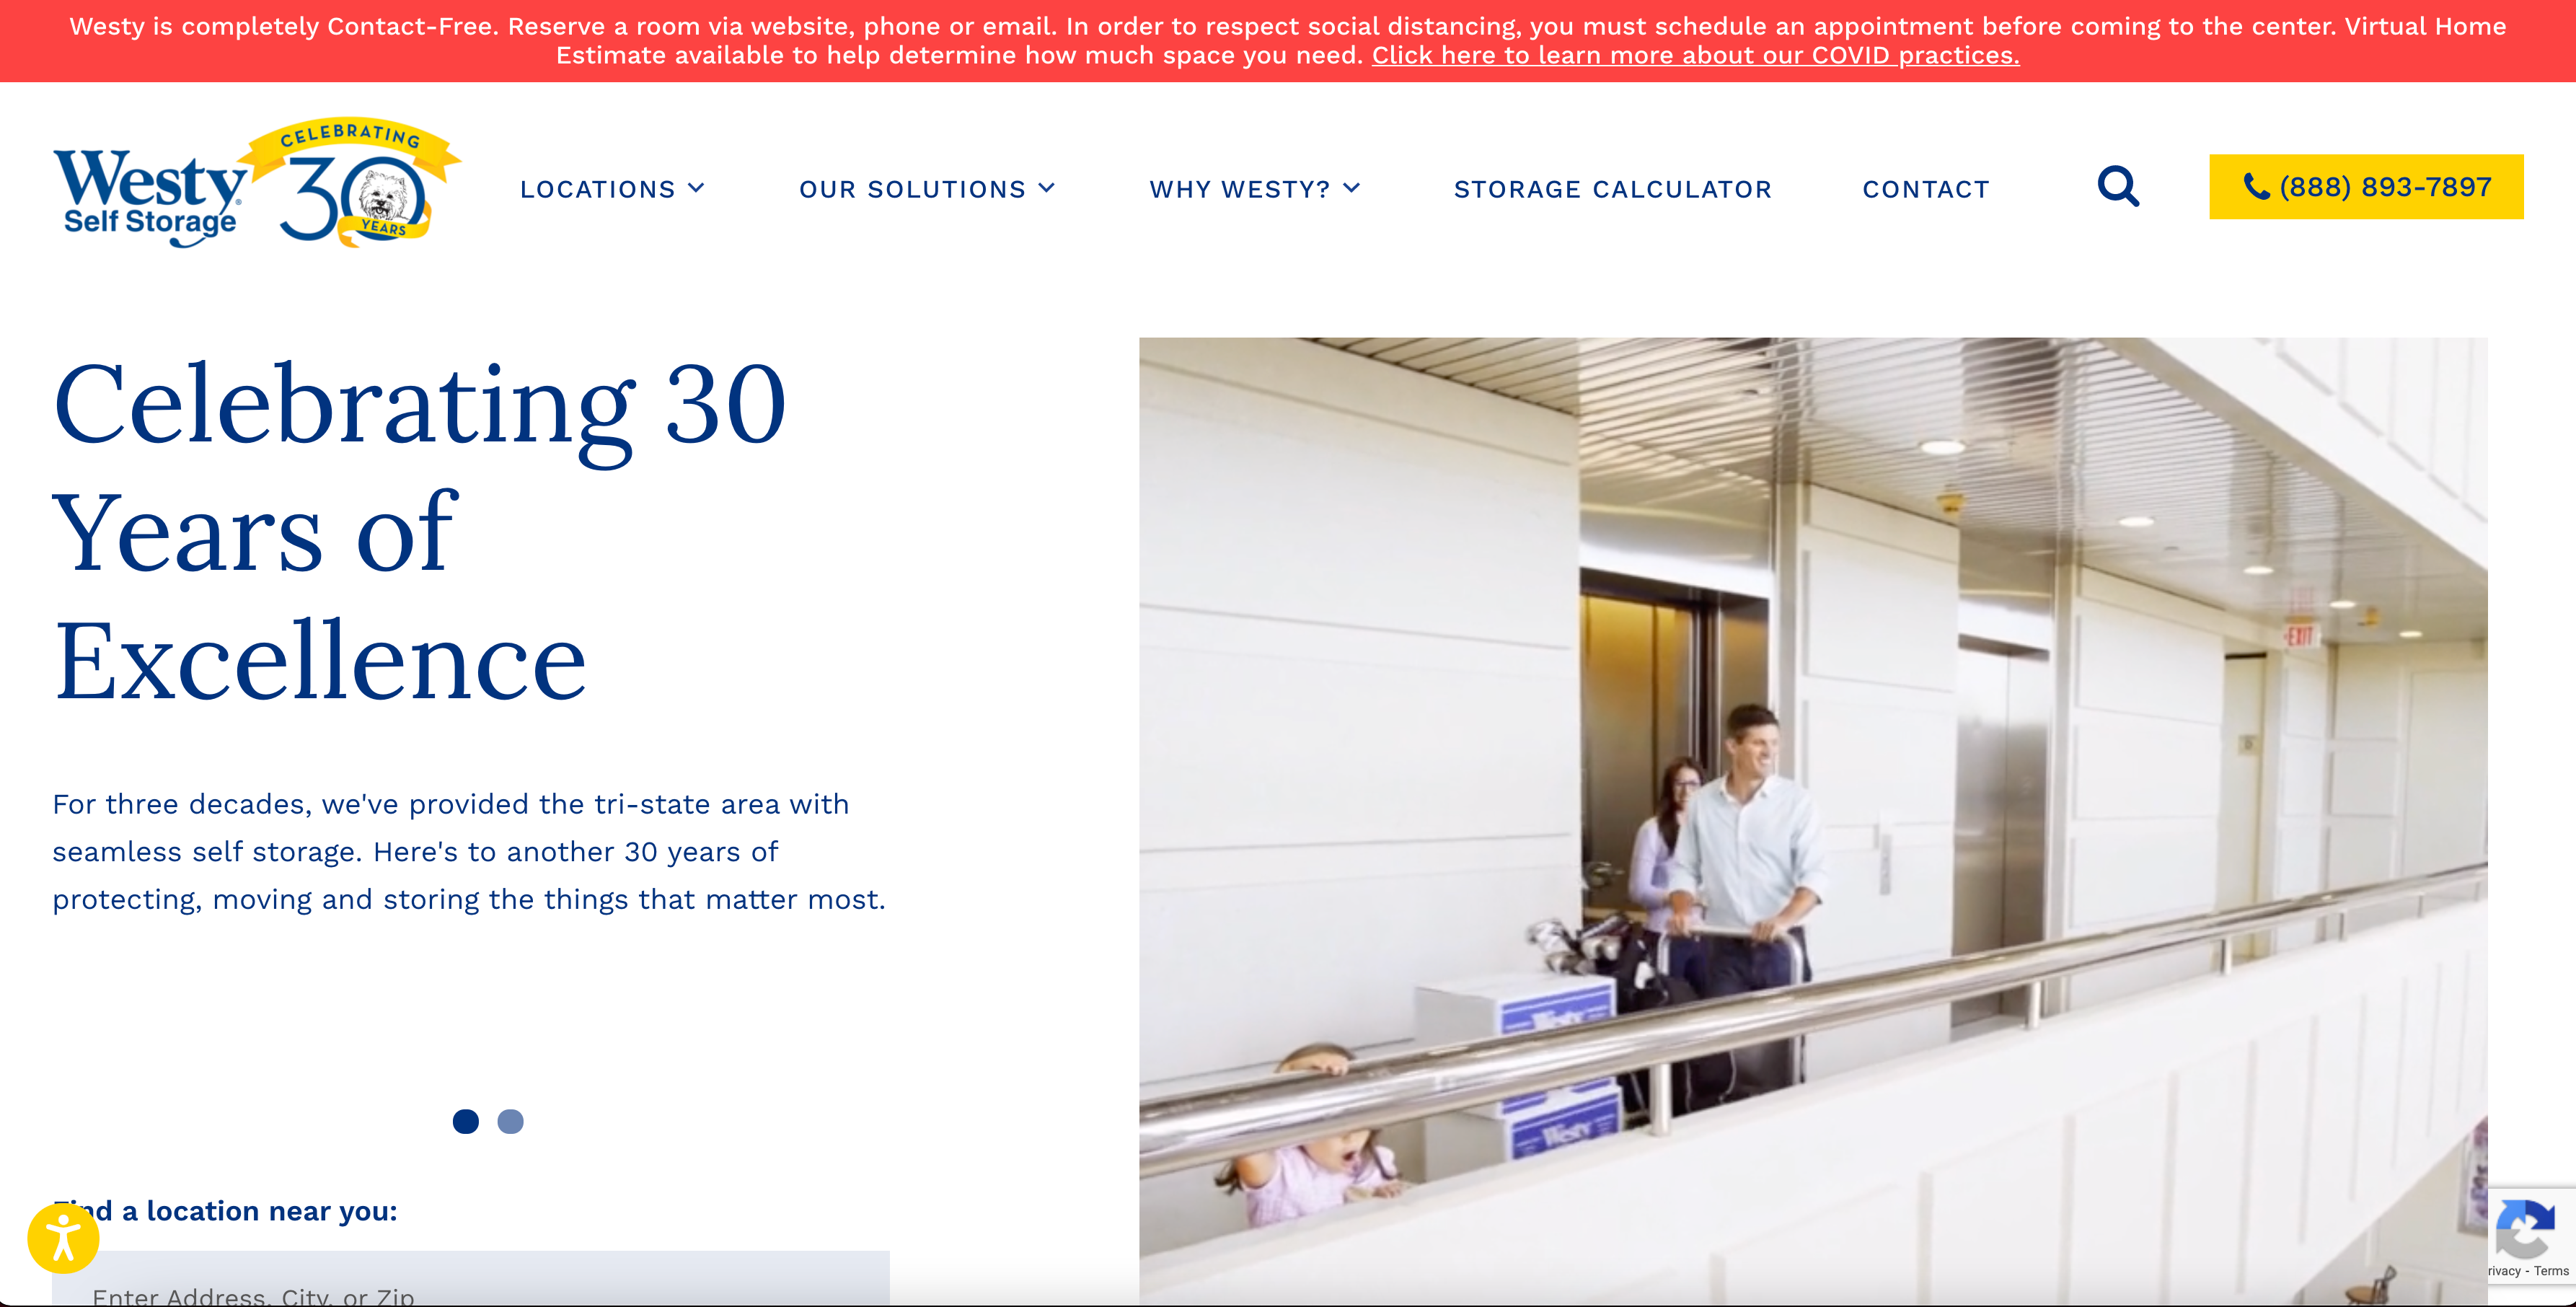 Westy is completely Contact-Free. Reserve a room via website, phone or email. In order to respect social distancing, you must schedule an appointment before coming to the center. Virtual Home
Estimate available to help determine how much space you need. Click here to learn more about our COVID practices.
CELEBRATING
Westy®
Self Storage
30
YEARS
LOCATIONS
OUR SOLUTIONS
WHY WESTY?
STORAGE CALCULATOR
CONTACT
(888) 893-7897
Celebrating 30
Years of
Excellence
For three decades, we've provided the tri-state area with
seamless self storage. Here's to another 30 years of
protecting, moving and storing the things that matter most.
EXIT
D
Westy
Westy
Find a location near you:
Enter Address, City, or Zip
rivacy - Terms